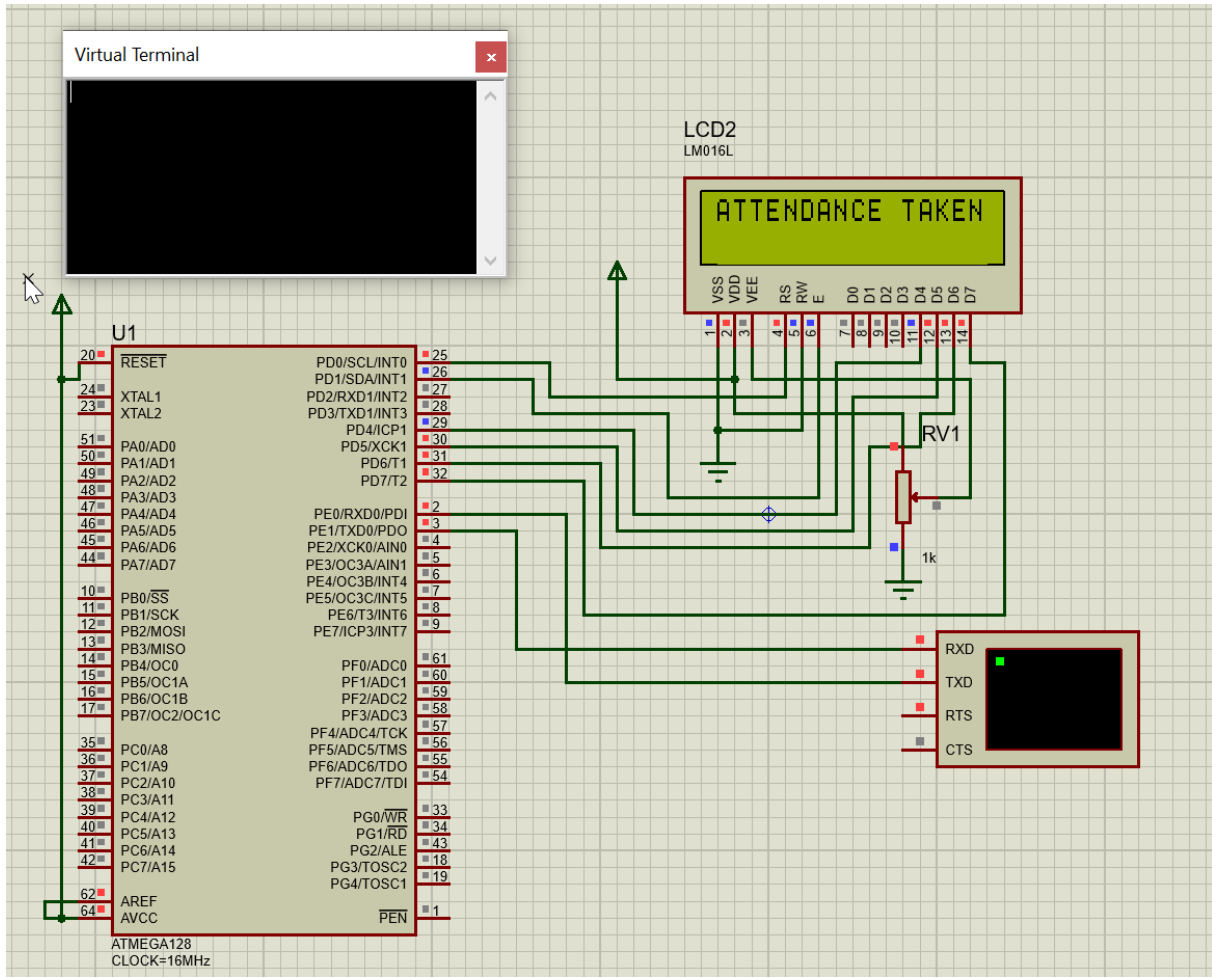 Virtual Terminal
x
LCD2
LM016L
ATTENDANCE TAKEN
VSS
VDD
VEE
RS
RW
E
D0
D1
D2
D3
D4
D5
D6
D7
1
2
3
4
5
6
7
8
9
10
11
12
13
14
U1
20 RESET PD0/SCL/INT0 25
PD1/SDA/INT1 26
24 XTAL1 PD2/RXD1/INT2 27
23 XTAL2 PD3/TXD1/INT3 28
PD4/ICP1 29
51 PA0/AD0 PD5/XCK1 30
50 PA1/AD1 PD6/T1 31
49 PA2/AD2 PD7/T2 32
48 PA3/AD3
47 PA4/AD4 PE0/RXD0/PDI 2
46 PA5/AD5 PE1/TXD0/PDO 3
45 PA6/AD6 PE2/XCK0/AIN0 4
44 PA7/AD7 PE3/OC3A/AIN1 5
PE4/OC3B/INT4 6
10 PB0/SS PE5/OC3C/INT5 7
11 PB1/SCK PE6/T3/INT6 8
12 PB2/MOSI PE7/ICP3/INT7 9
13 PB3/MISO
14 PB4/OC0 PF0/ADC0 61
15 PB5/OC1A PF1/ADC1 60
16 PB6/OC1B PF2/ADC2 59
17 PB7/OC2/OC1C PF3/ADC3 58
PF4/ADC4/TCK 57
35 PC0/A8 PF5/ADC5/TMS 56
36 PC1/A9 PF6/ADC6/TDO 55
37 PC2/A10 PF7/ADC7/TDI 54
38 PC3/A11
39 PC4/A12 PG0/WR 33
40 PC5/A13 PG1/RD 34
41 PC6/A14 PG2/ALE 43
42 PC7/A15 PG3/TOSC2 18
PG4/TOSC1 19
62 AREF
64 AVCC PEN 1
ATMEGA128
CLOCK=16MHz
RV1
1k
RXD
TXD
RTS
CTS